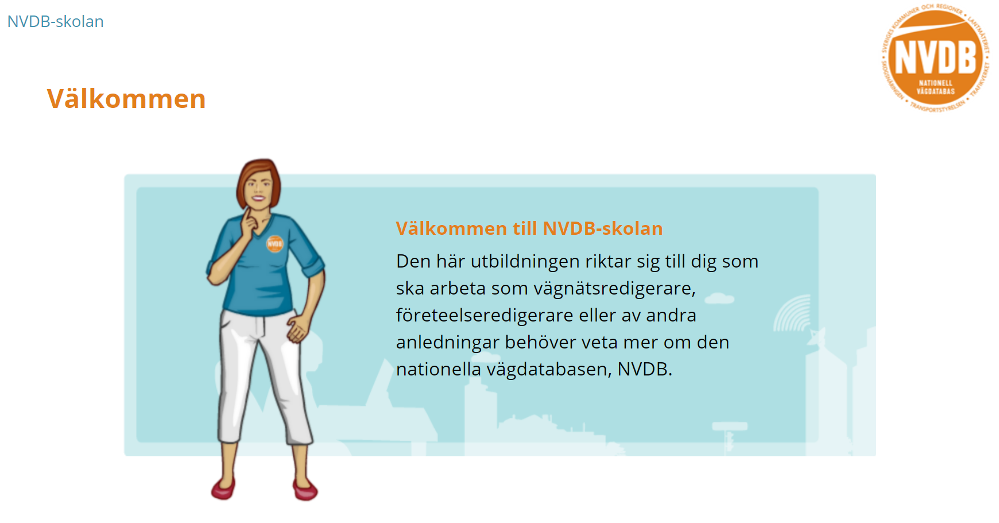 NVDB-skolan
SVERIGES KOMMUNER OCH REGIONER • LANTMÄTERIET • TRAFIKVERKET • TRANSPORTSTYRELSEN • SKOGSNÄRINGEN •
NVDB
NATIONELL
VÄGDATABAS
Välkommen
NVDB
Välkommen till NVDB-skolan
Den här utbildningen riktar sig till dig som
ska arbeta som vägnätsredigerare,
företeelseredigerare eller av andra
anledningar behöver veta mer om den
nationella vägdatabasen, NVDB.